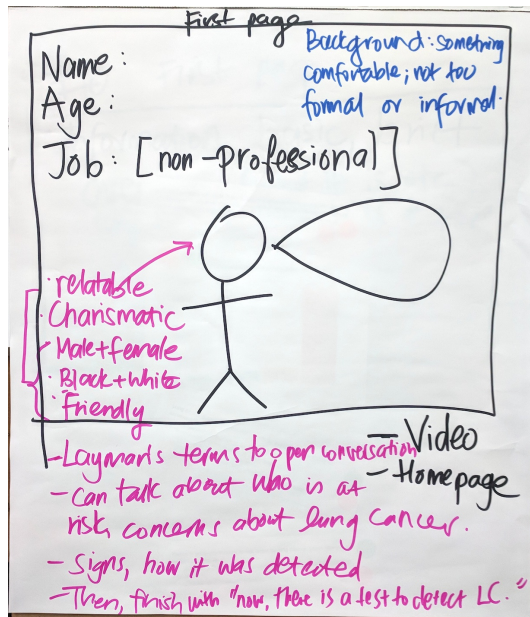 First page
Name:
Background: something
comfortable; not too
formal or informal.
Age:
Job: [non-professional]
· relatable
· Charismatic
· Male + female
· Black + White
· Friendly
- Layman's terms to open conversation
- Video
- Homepage
- Can talk about who is at
risk concerns about lung cancer.
- Signs, how it was detected
- Then, finish with "now, there is a test to detect LC."